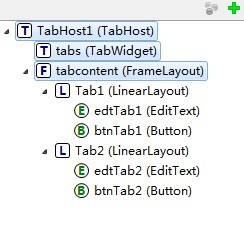 T TabHost1 (TabHost)
T tabs (TabWidget)
F tabcontent (FrameLayout)
L Tab1 (LinearLayout)
E edtTab1 (EditText)
B btnTab1 (Button)
L Tab2 (LinearLayout)
E edtTab2 (EditText)
B btnTab2 (Button)